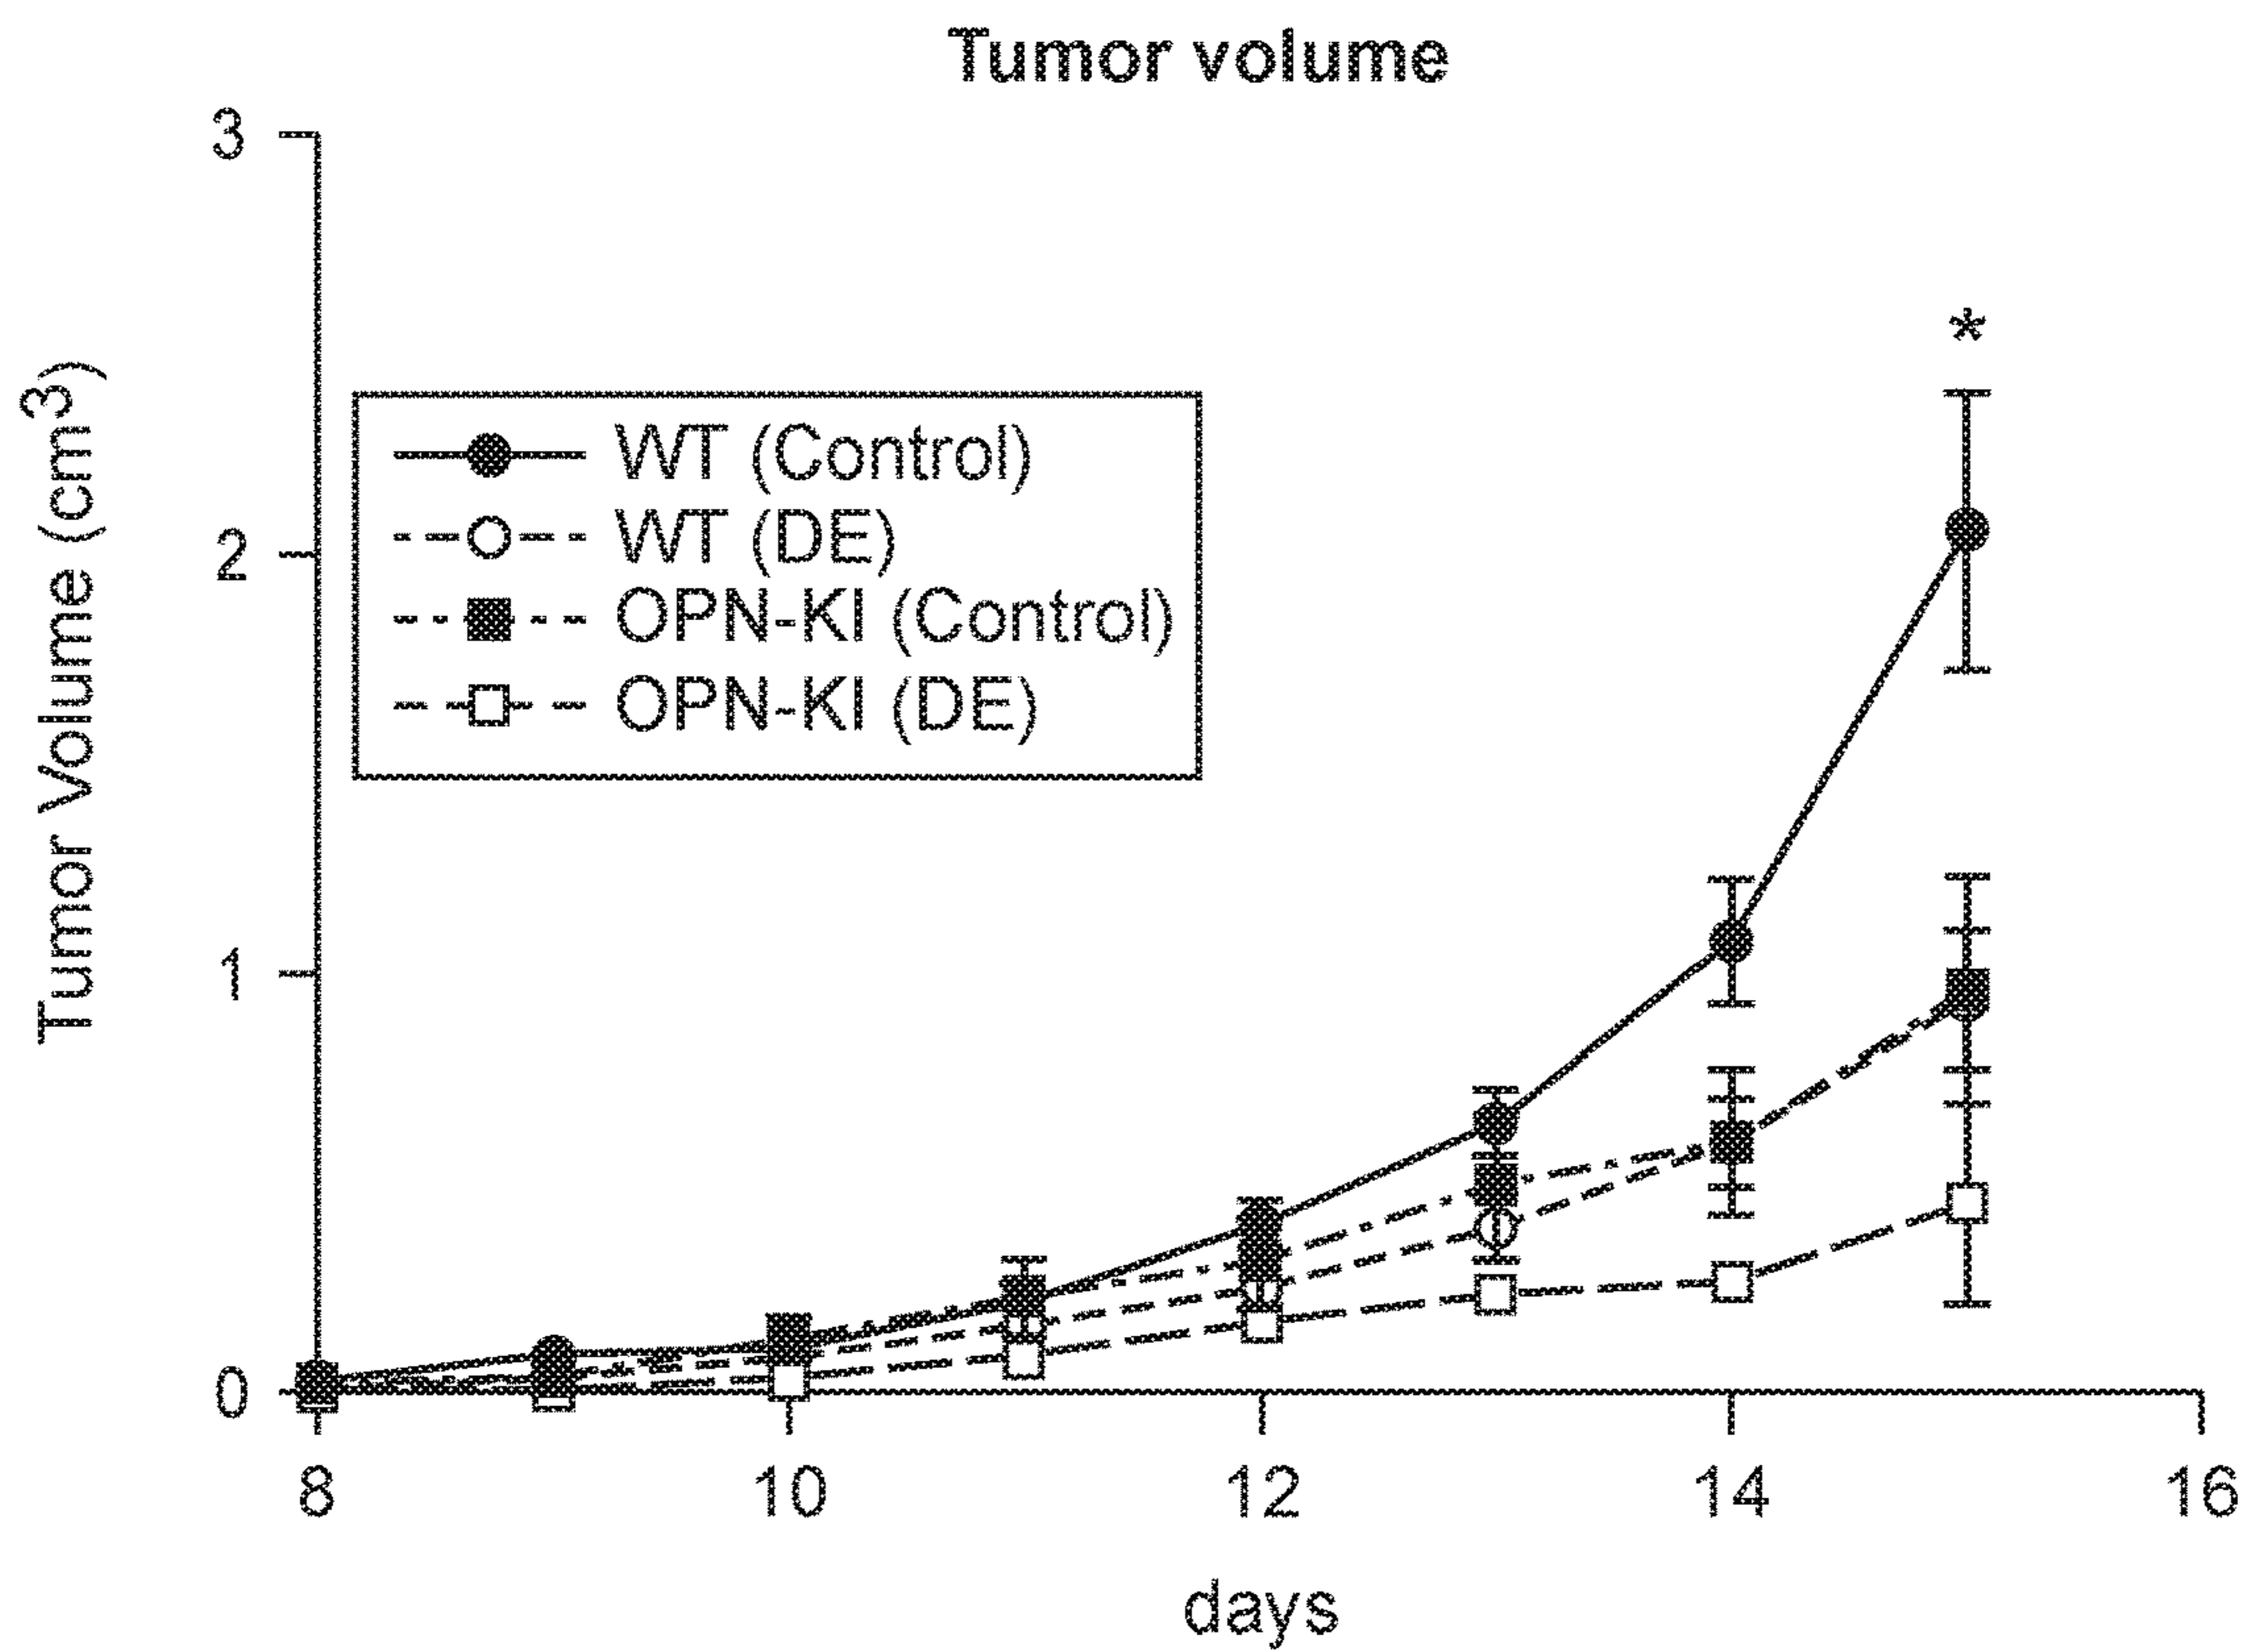 Tumor volume
Tumor Volume (cm³)
3
2
1
0
WT (Control)
WT (DE)
OPN-KI (Control)
OPN-KI (DE)
*
8 10 12 14 16
days